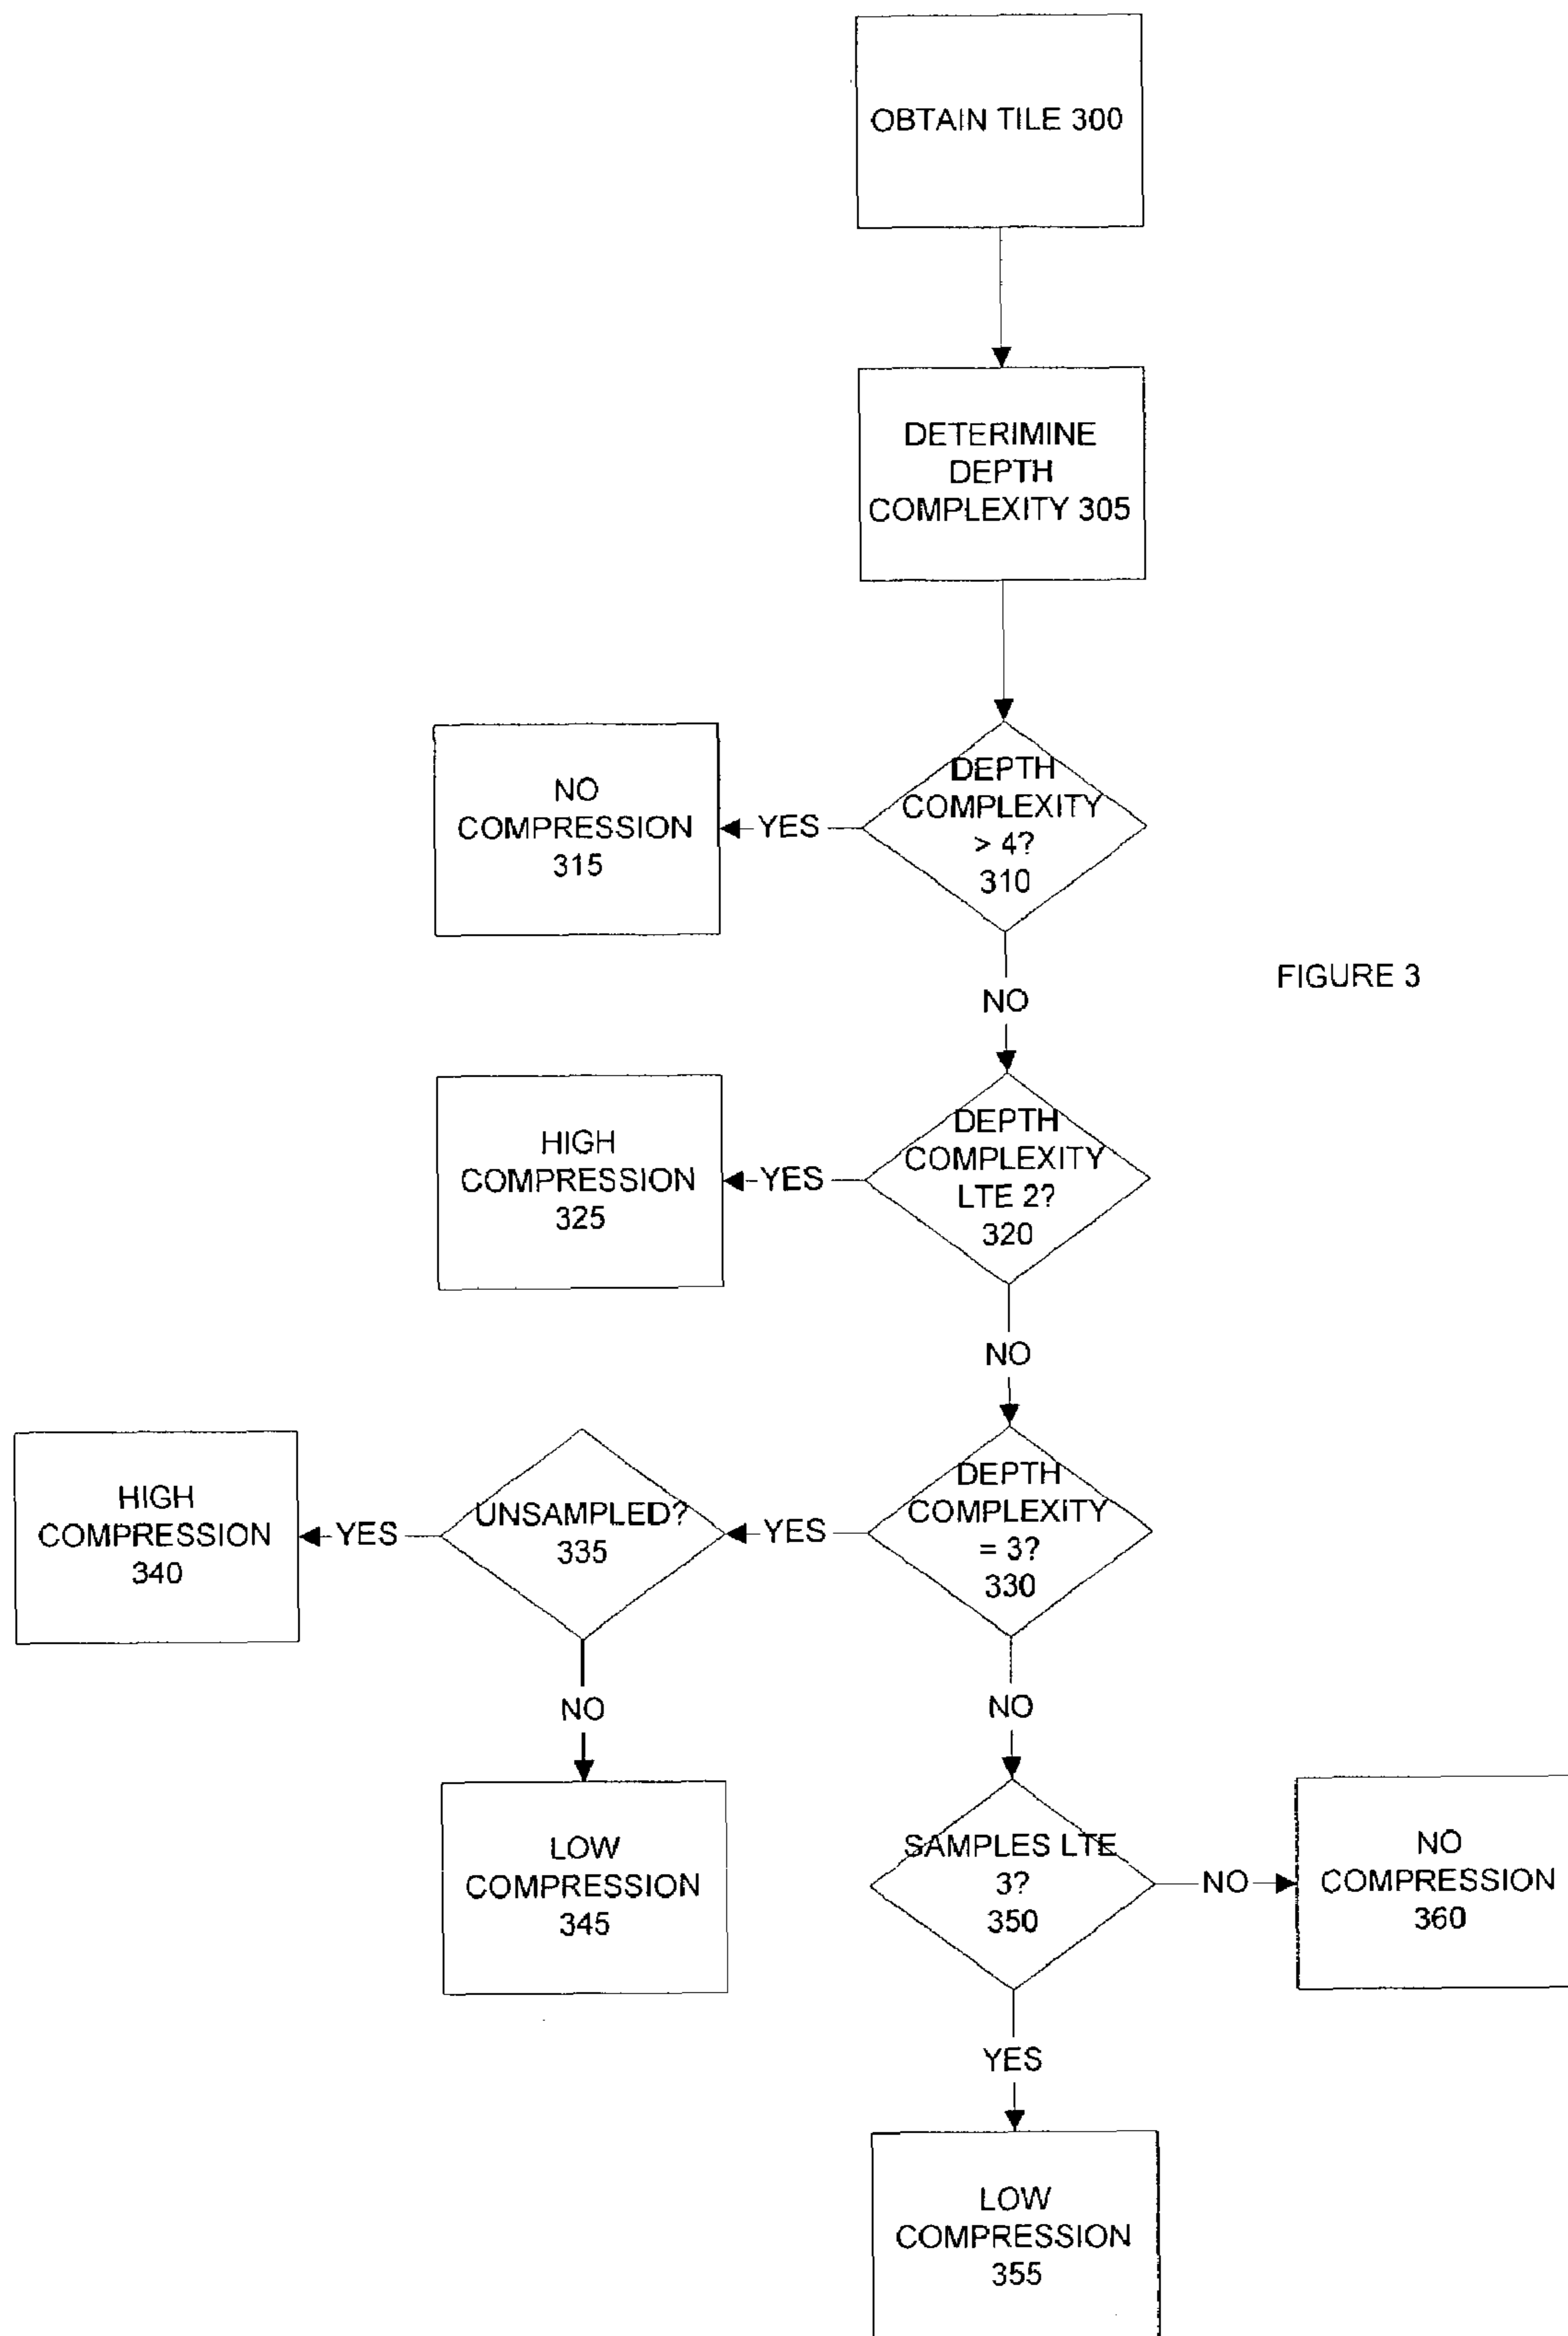 OBTAIN TILE 300
DETERIMINE
DEPTH
COMPLEXITY 305
DEPTH
COMPLEXITY
> 4?
310
YES
NO
COMPRESSION
315
NO
FIGURE 3
DEPTH
COMPLEXITY
LTE 2?
320
YES
HIGH
COMPRESSION
325
NO
DEPTH
COMPLEXITY
= 3?
330
YES
UNSAMPLED?
335
YES
HIGH
COMPRESSION
340
NO
LOW
COMPRESSION
345
NO
SAMPLES LTE
3?
350
NO
NO
COMPRESSION
360
YES
LOW
COMPRESSION
355